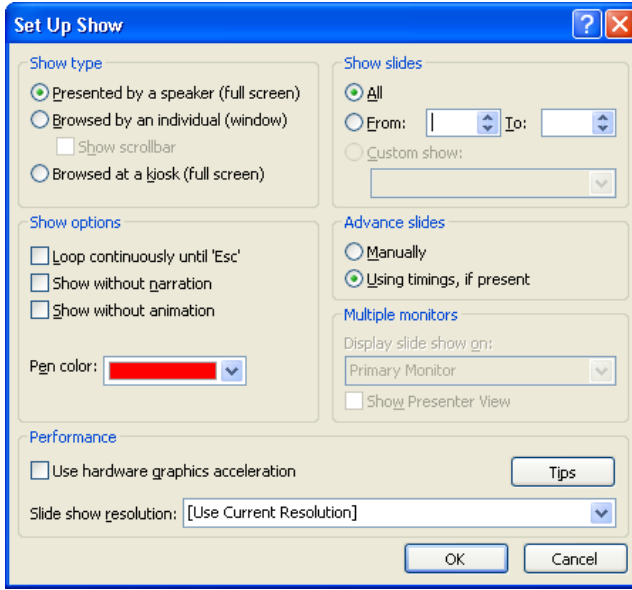 Set Up Show
Show type
Presented by a speaker (full screen)
Browsed by an individual (window)
Show scrollbar
Browsed at a kiosk (full screen)
Show slides
All
From: To:
Custom show:
Show options
Loop continuously until 'Esc'
Show without narration
Show without animation
Pen color:
Advance slides
Manually
Using timings, if present
Multiple monitors
Display slide show on:
Primary Monitor
Show Presenter View
Performance
Use hardware graphics acceleration
Tips
Slide show resolution: [Use Current Resolution]
OK Cancel